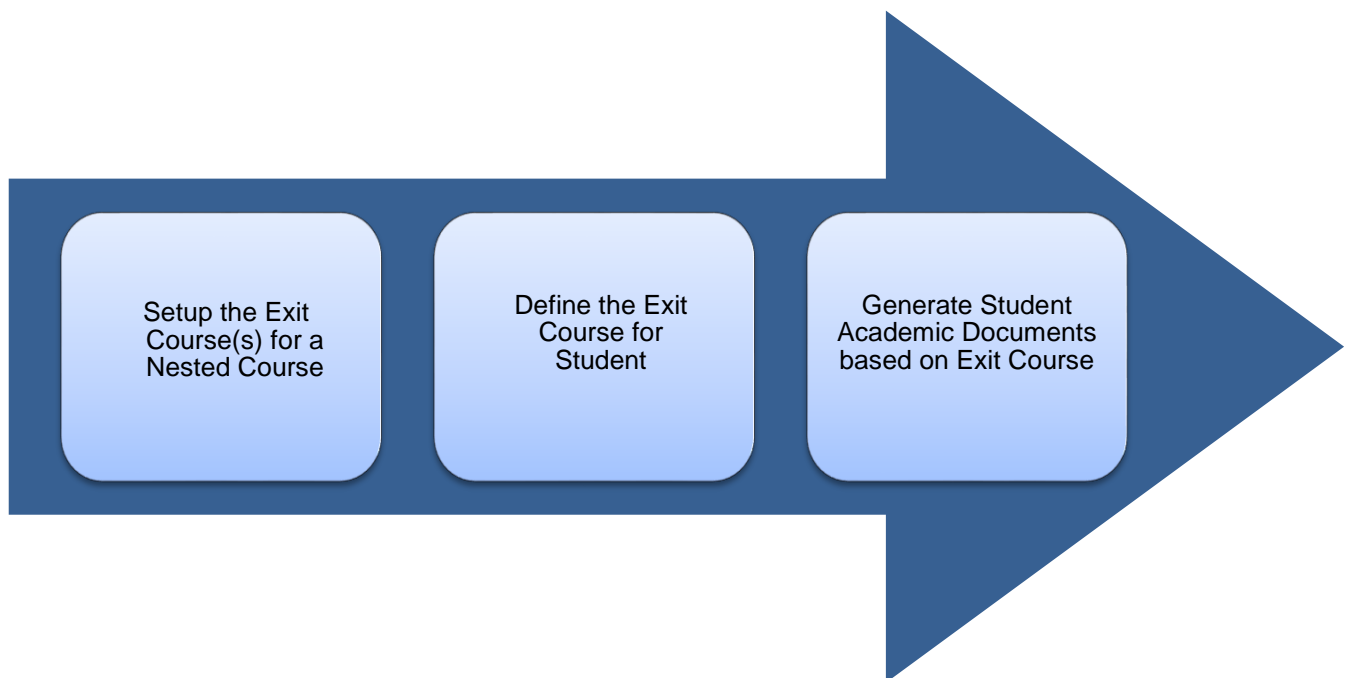 Setup the Exit
Course(s) for a
Nested Course
Define the Exit
Course for
Student
Generate Student
Academic Documents
based on Exit Course